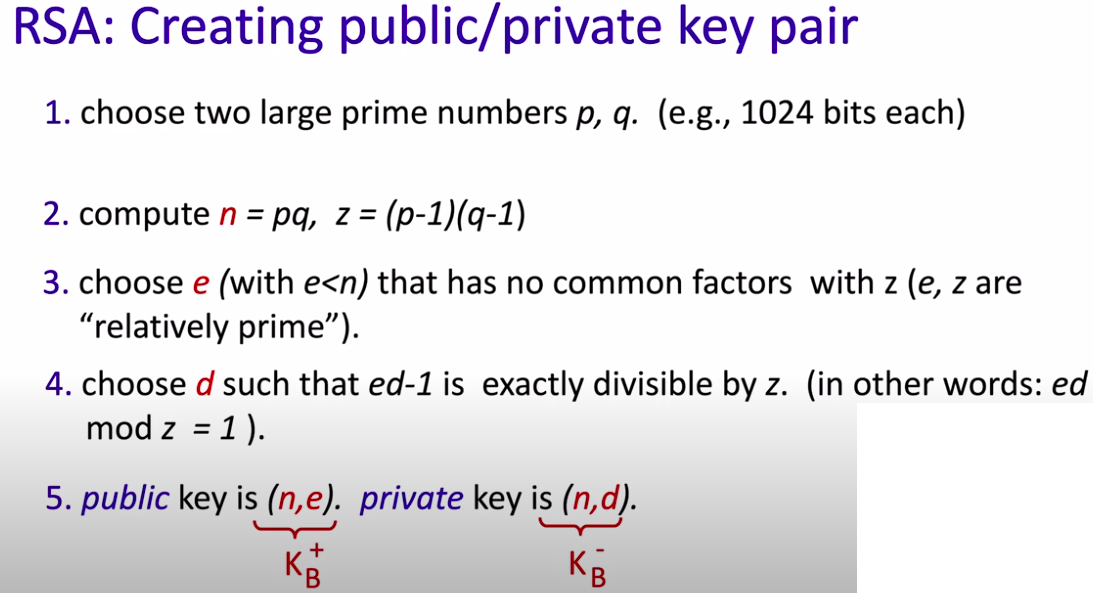 RSA: Creating public/private key pair
1. choose two large prime numbers p, q. (e.g., 1024 bits each)
2. compute n = pq, z = (p-1)(q-1)
3. choose e (with e<n) that has no common factors with z (e, z are
“relatively prime”).
4. choose d such that ed-1 is exactly divisible by z. (in other words: ed
mod z = 1 ).
5. public key is (n,e). private key is (n,d).
K_B^+ K_B^-